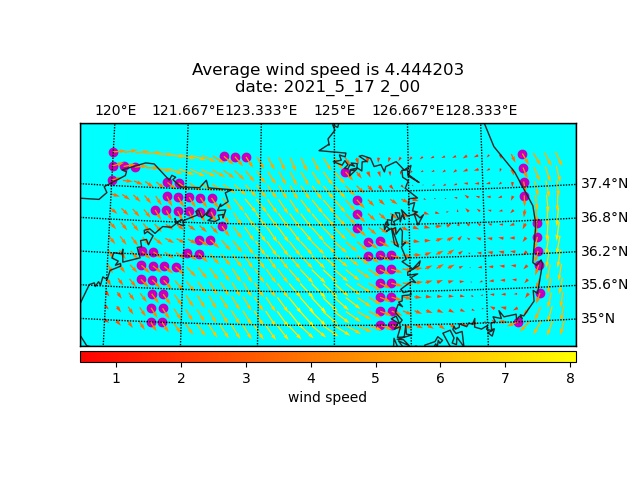 Average wind speed is 4.444203
date: 2021_5_17 2_00
120°E 121.667°E 123.333°E 125°E 126.667°E 128.333°E
37.4°N
36.8°N
36.2°N
35.6°N
35°N
1 2 3 4 5 6 7 8
wind speed